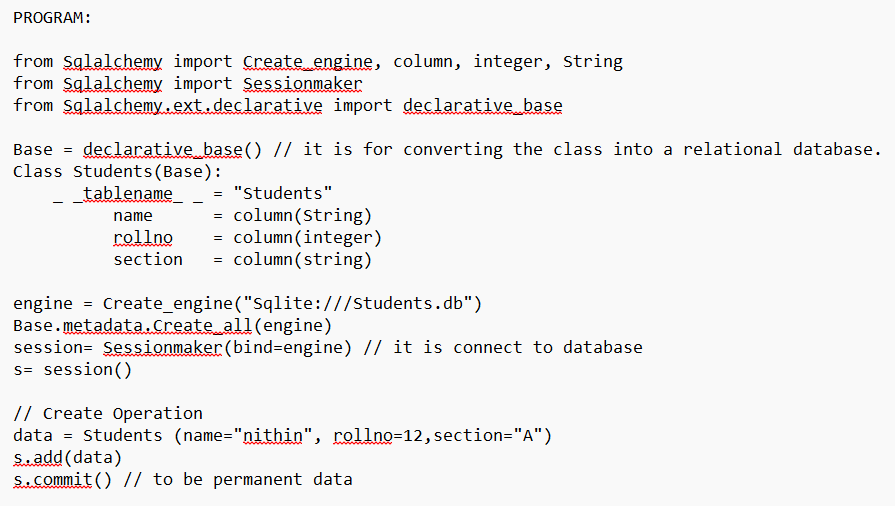 PROGRAM:
from Sqlalchemy import Create_engine, column, integer, String
from Sqlalchemy import Sessionmaker
from Sqlalchemy.ext.declarative import declarative_base
Base = declarative_base() // it is for converting the class into a relational database.
Class Students(Base):
_ _tablename_ _ = "Students"
name = column(String)
rollno = column(integer)
section = column(string)
engine = Create_engine("Sqlite:///Students.db")
Base.metadata.Create_all(engine)
session= Sessionmaker(bind=engine) // it is connect to database
s= session()
// Create Operation
data = Students (name="nithin", rollno=12,section="A")
s.add(data)
s.commit() // to be permanent data